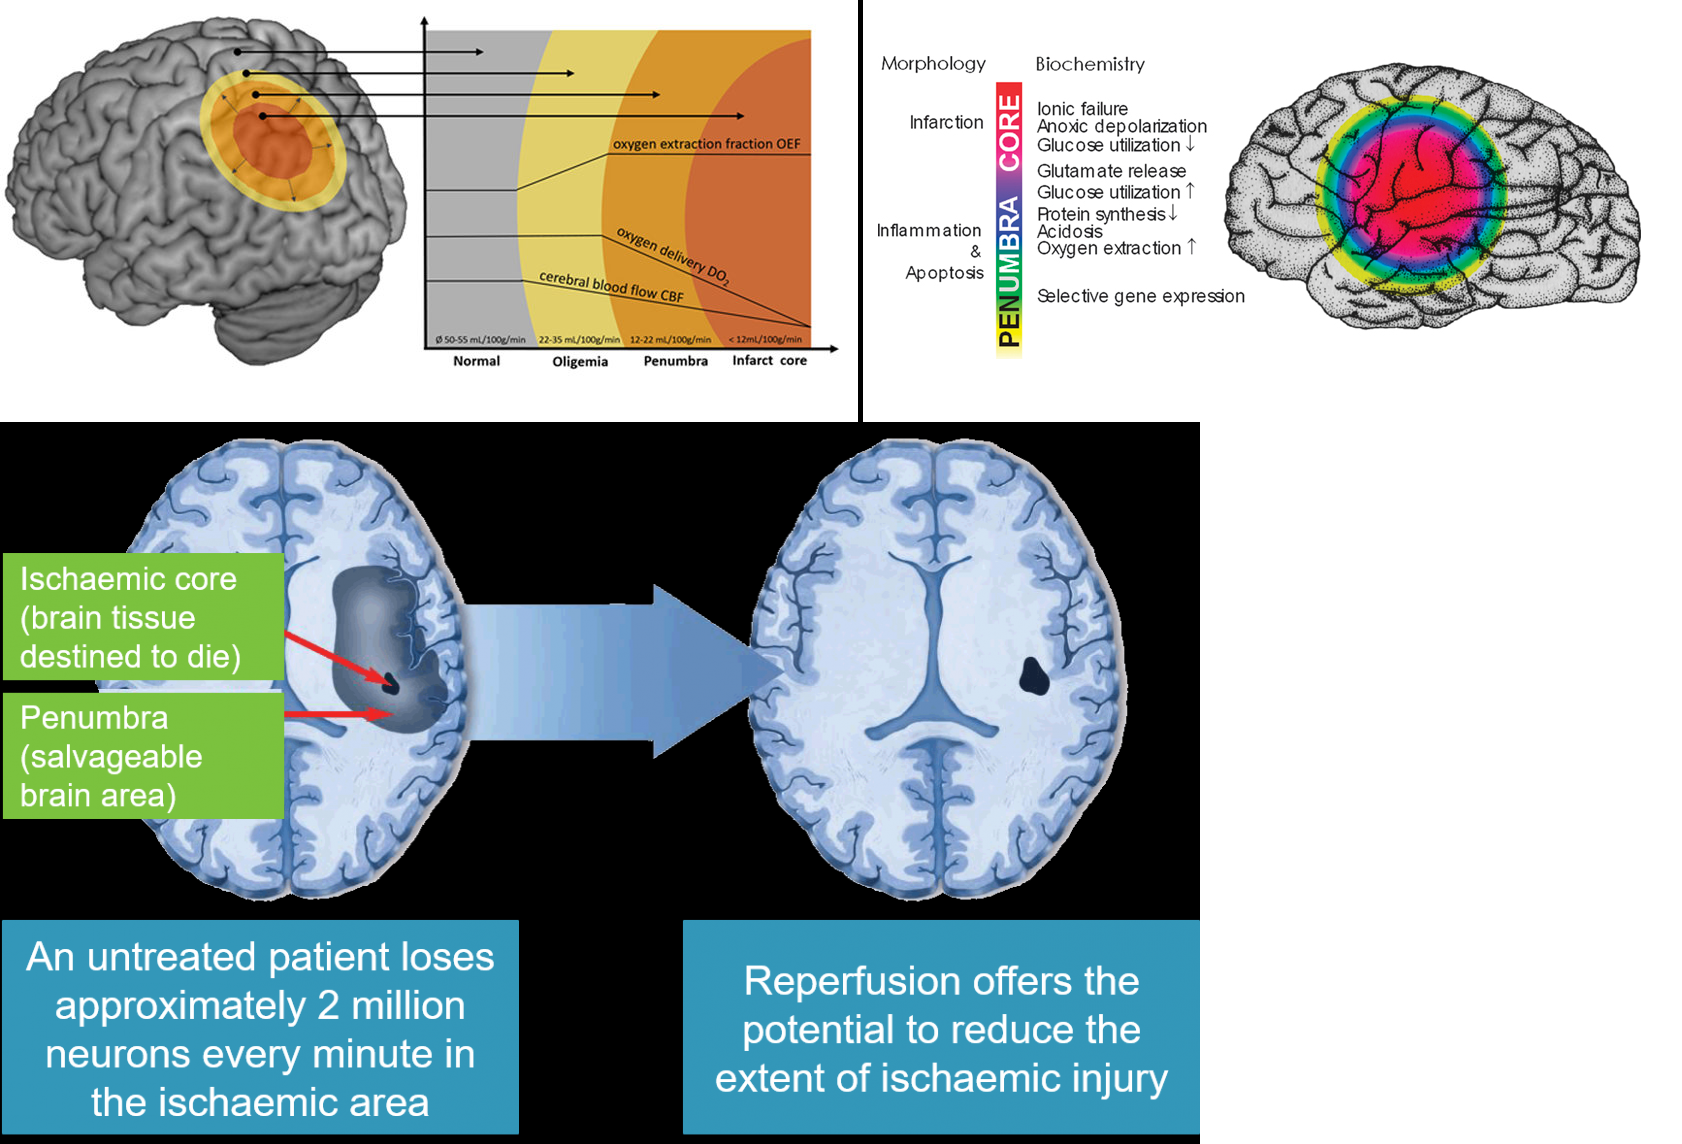 oxygen extraction fraction OEF
oxygen delivery DO2
cerebral blood flow CBF
Ø 50-55 mL/100g/min 22-35 mL/100g/min 12-22 mL/100g/min < 12mL/100g/min
Normal Oligemia Penumbra Infarct core
Morphology Biochemistry
Infarction
Inflammation
&
Apoptosis
CORE
PENUMBRA
Ionic failure
Anoxic depolarization
Glucose utilization ↓
Glutamate release
Glucose utilization ↑
Protein synthesis ↓
Acidosis
Oxygen extraction ↑
Selective gene expression
Ischaemic core
(brain tissue
destined to die)
Penumbra
(salvageable
brain area)
An untreated patient loses
approximately 2 million
neurons every minute in
the ischaemic area
Reperfusion offers the
potential to reduce the
extent of ischaemic injury